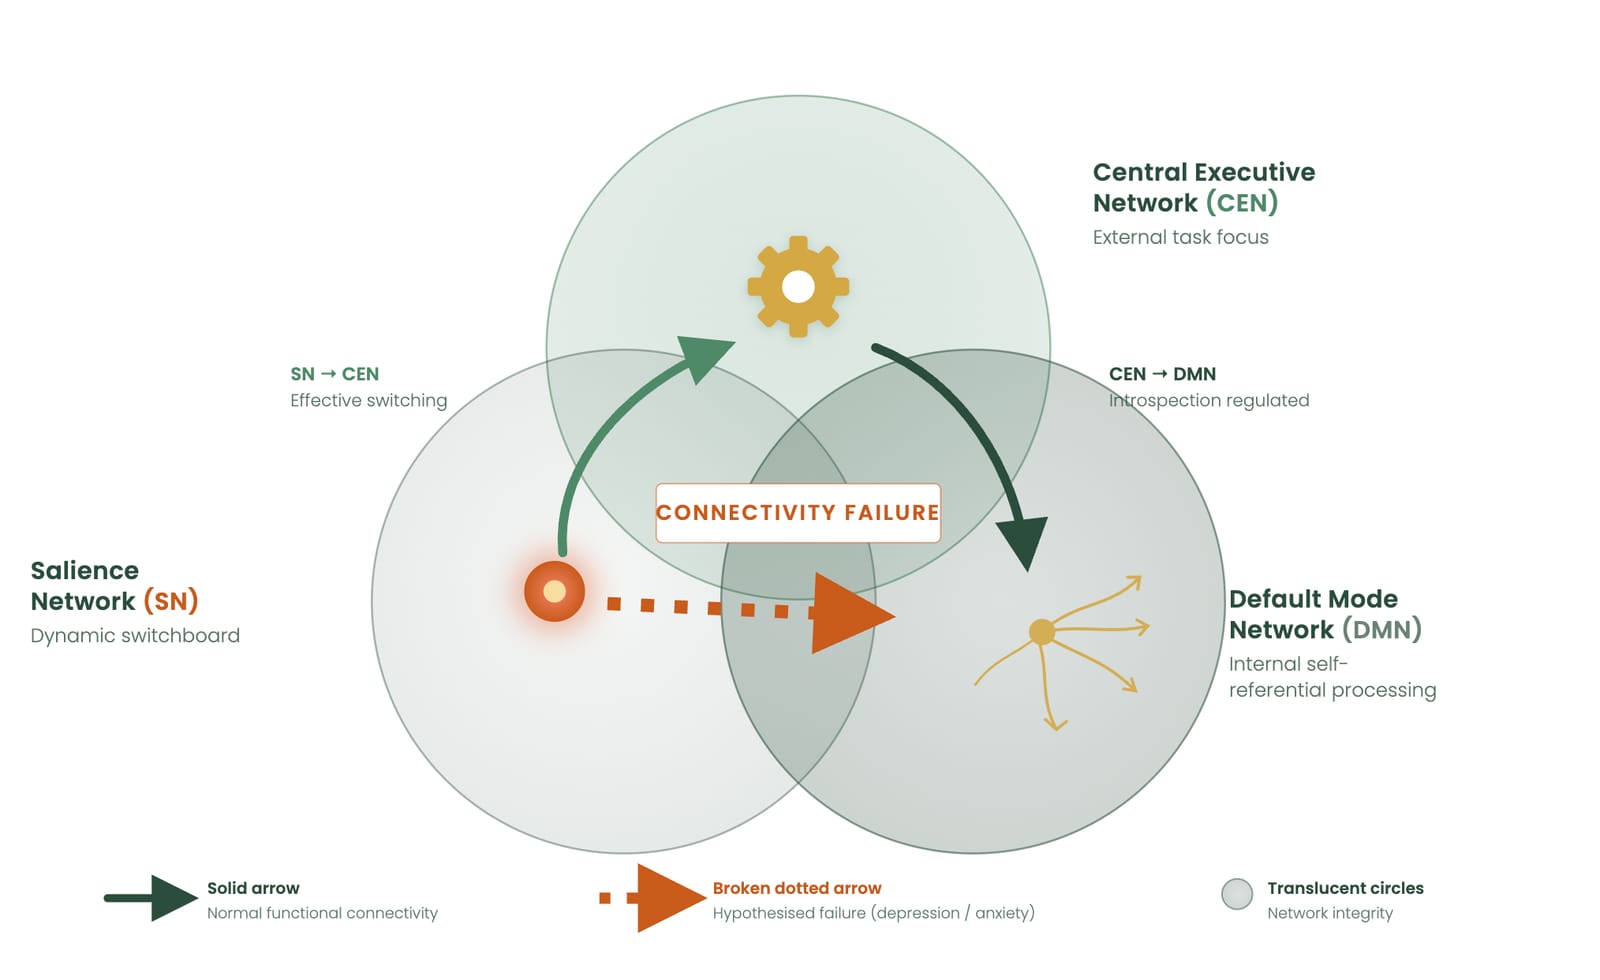 Central Executive
Network (CEN)
External task focus
SN → CEN
Effective switching
CEN → DMN
Introspection regulated
CONNECTIVITY FAILURE
Salience
Network (SN)
Dynamic switchboard
Default Mode
Network (DMN)
Internal self-
referential processing
Solid arrow
Normal functional connectivity
Broken dotted arrow
Hypothesised failure (depression / anxiety)
Translucent circles
Network integrity